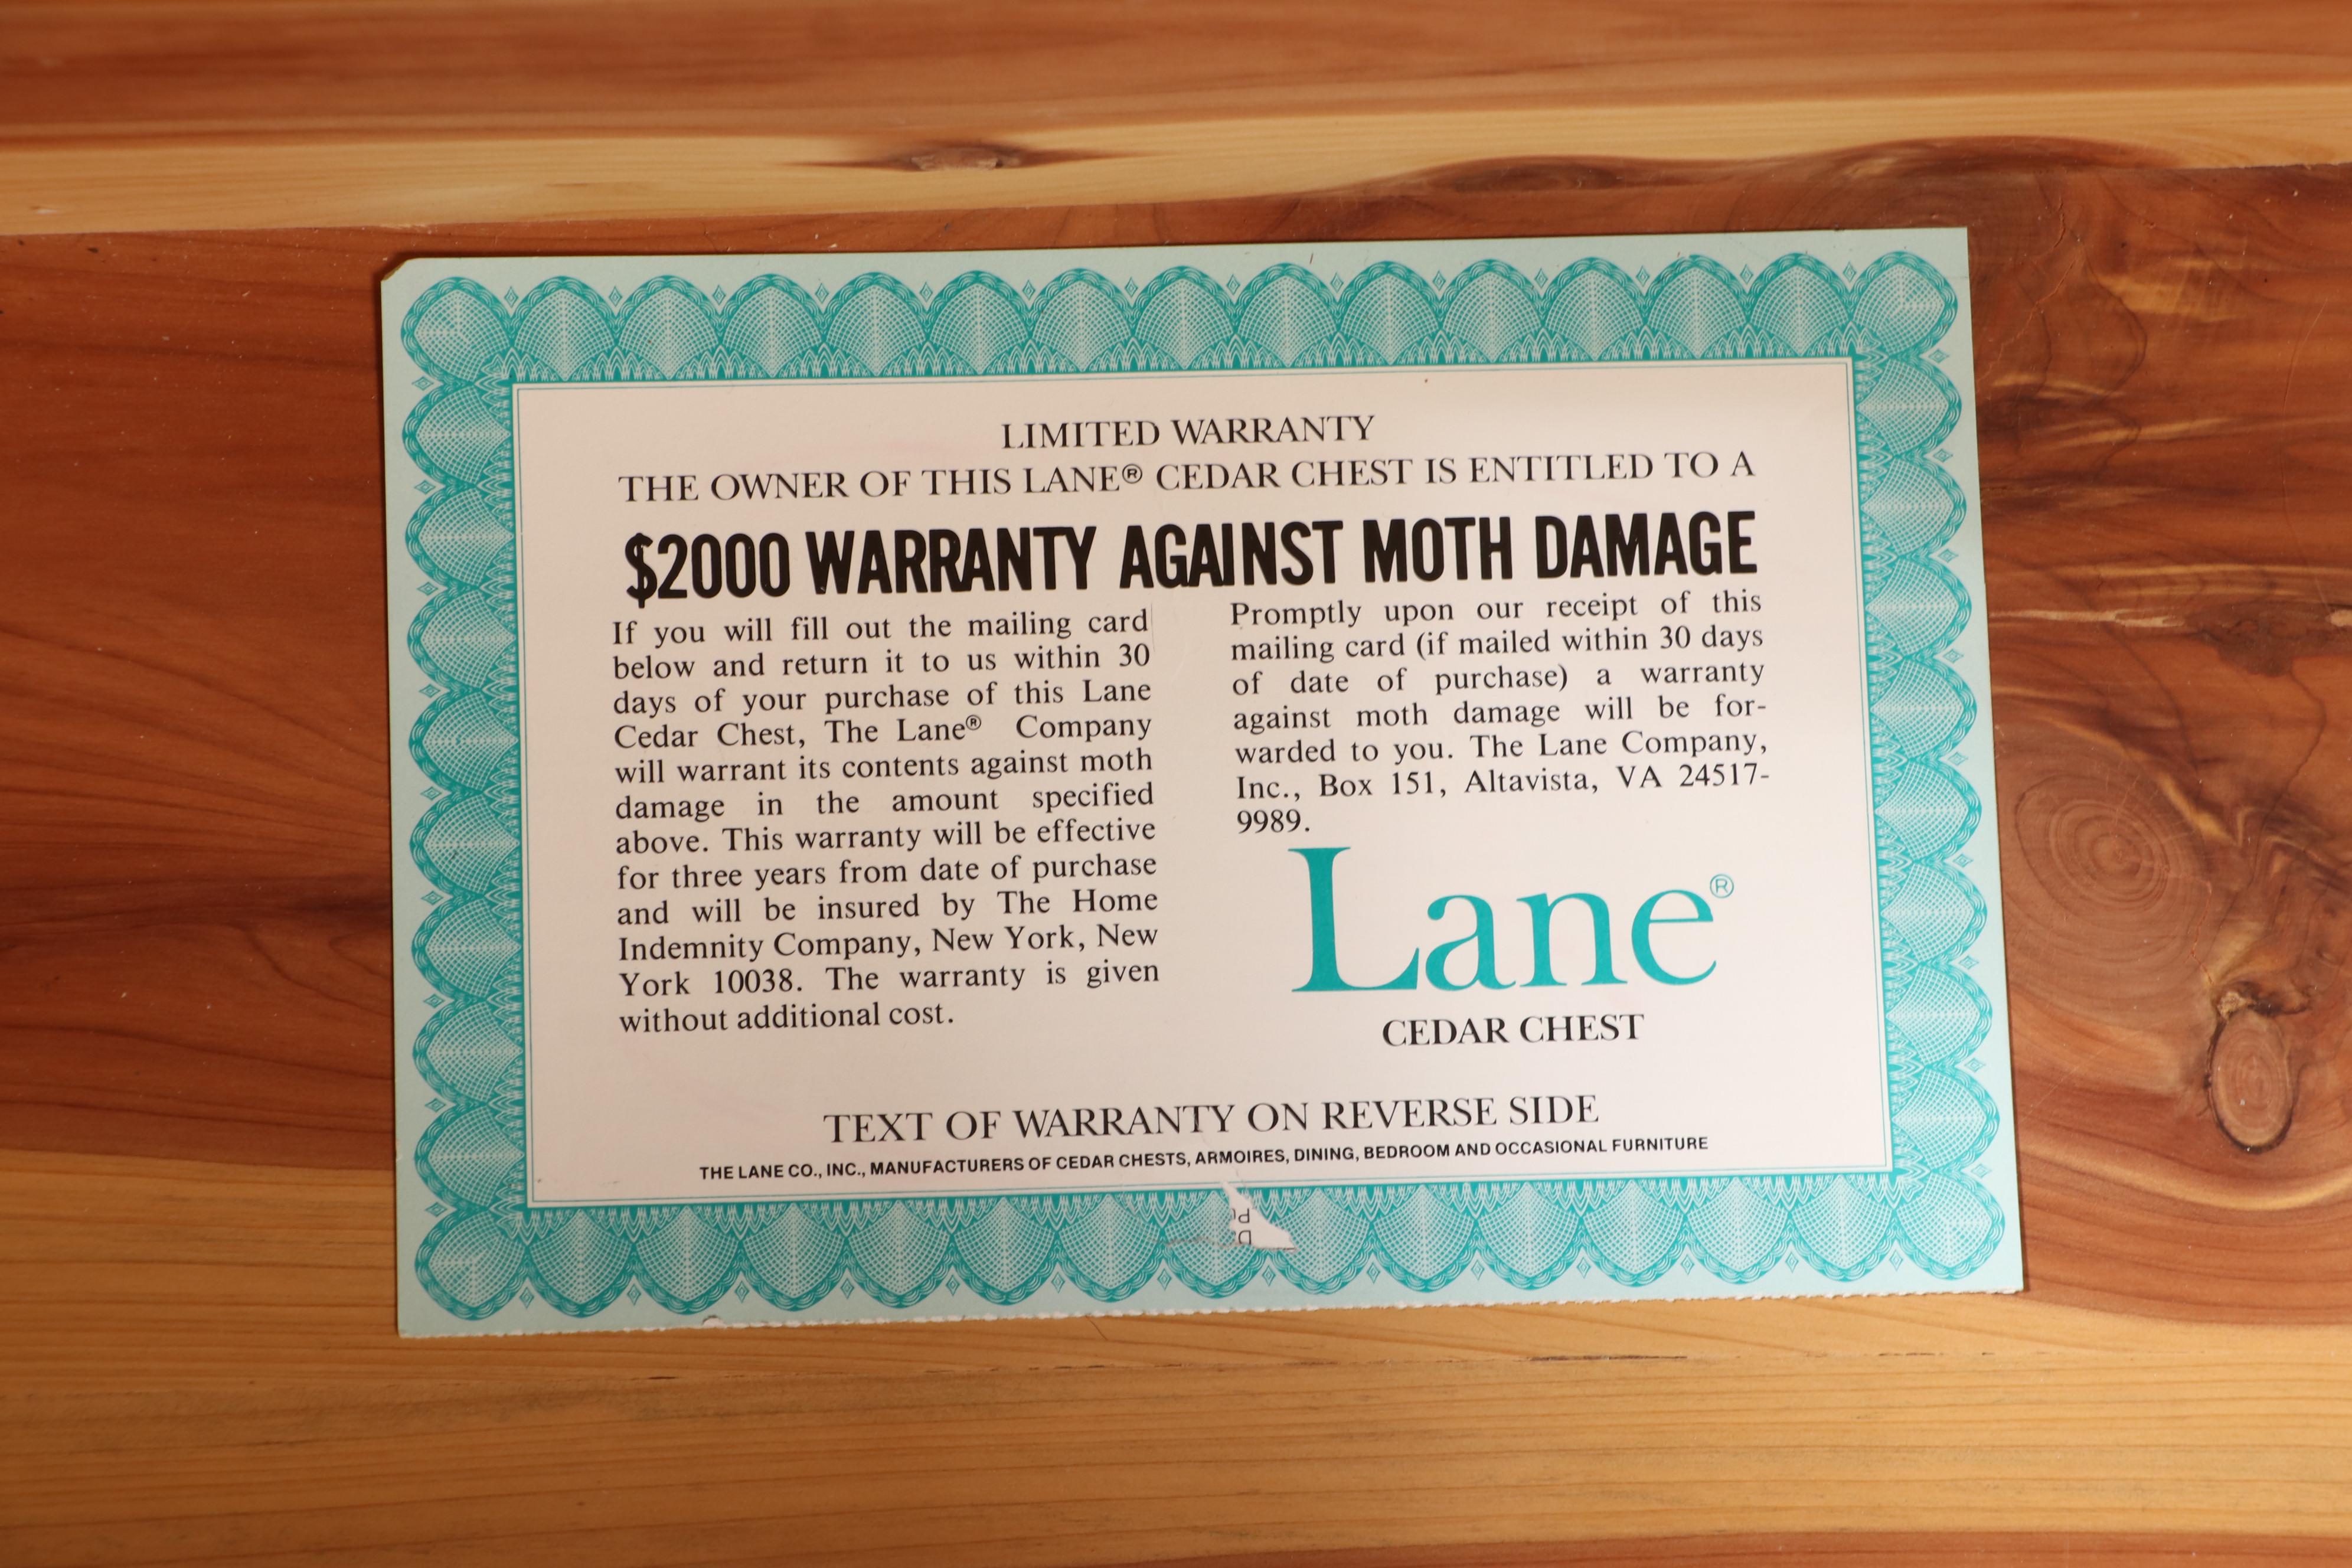 LIMITED WARRANTY
THE OWNER OF THIS LANE® CEDAR CHEST IS ENTITLED TO A
$2000 WARRANTY AGAINST MOTH DAMAGE
If you will fill out the mailing card
below and return it to us within 30
days of your purchase of this Lane
Cedar Chest, The Lane® Company
will warrant its contents against moth
damage in the amount specified
above. This warranty will be effective
for three years from date of purchase
and will be insured by The Home
Indemnity Company, New York, New
York 10038. The warranty is given
without additional cost.
Promptly upon our receipt of this
mailing card (if mailed within 30 days
of date of purchase) a warranty
against moth damage will be for-
warded to you. The Lane Company,
Inc., Box 151, Altavista, VA 24517-
9989.
Lane®
CEDAR CHEST
TEXT OF WARRANTY ON REVERSE SIDE
THE LANE CO., INC., MANUFACTURERS OF CEDAR CHESTS, ARMOIRES, DINING, BEDROOM AND OCCASIONAL FURNITURE